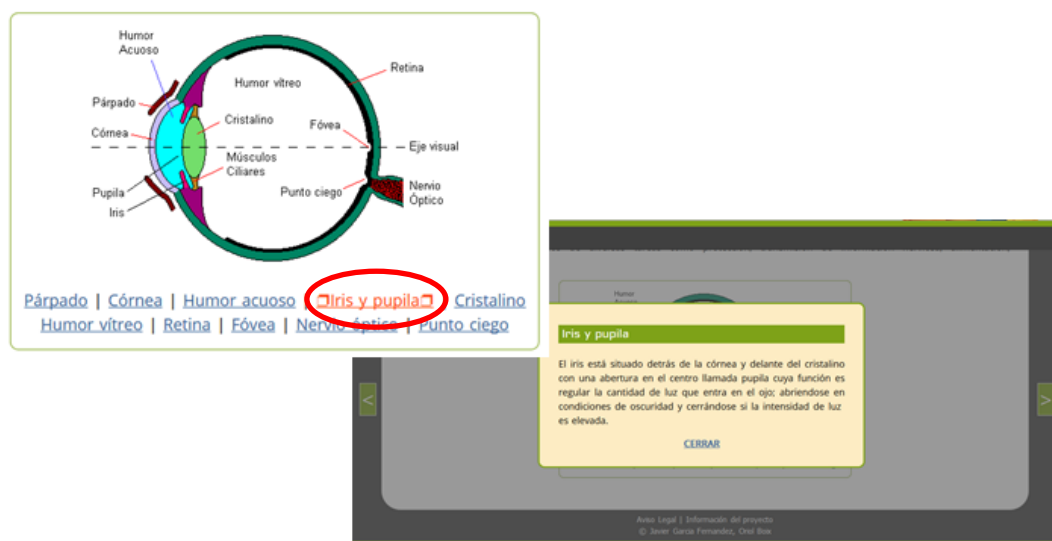 Humor
Acuoso
Retina
Humor vítreo
Párpado
Cristalino
Fóvea
Córnea
Eje visual
Músculos
Ciliares
Punto ciego
Nervio
Óptico
Pupila
Iris
Párpado | Córnea | Humor acuoso | Iris y pupila Cristalino
Humor vítreo | Retina | Fóvea | Nervio óptico | Punto ciego
Humor
Iris y pupila
El iris está situado detrás de la córnea y delante del cristalino
con una abertura en el centro llamada pupila cuya función es
regular la cantidad de luz que entra en el ojo; abriendose en
condiciones de oscuridad y cerrándose si la intensidad de luz
es elevada.
CERRAR
<
>
Aviso Legal | Información del proyecto
© Javier García Fernandez, Oriol Boix